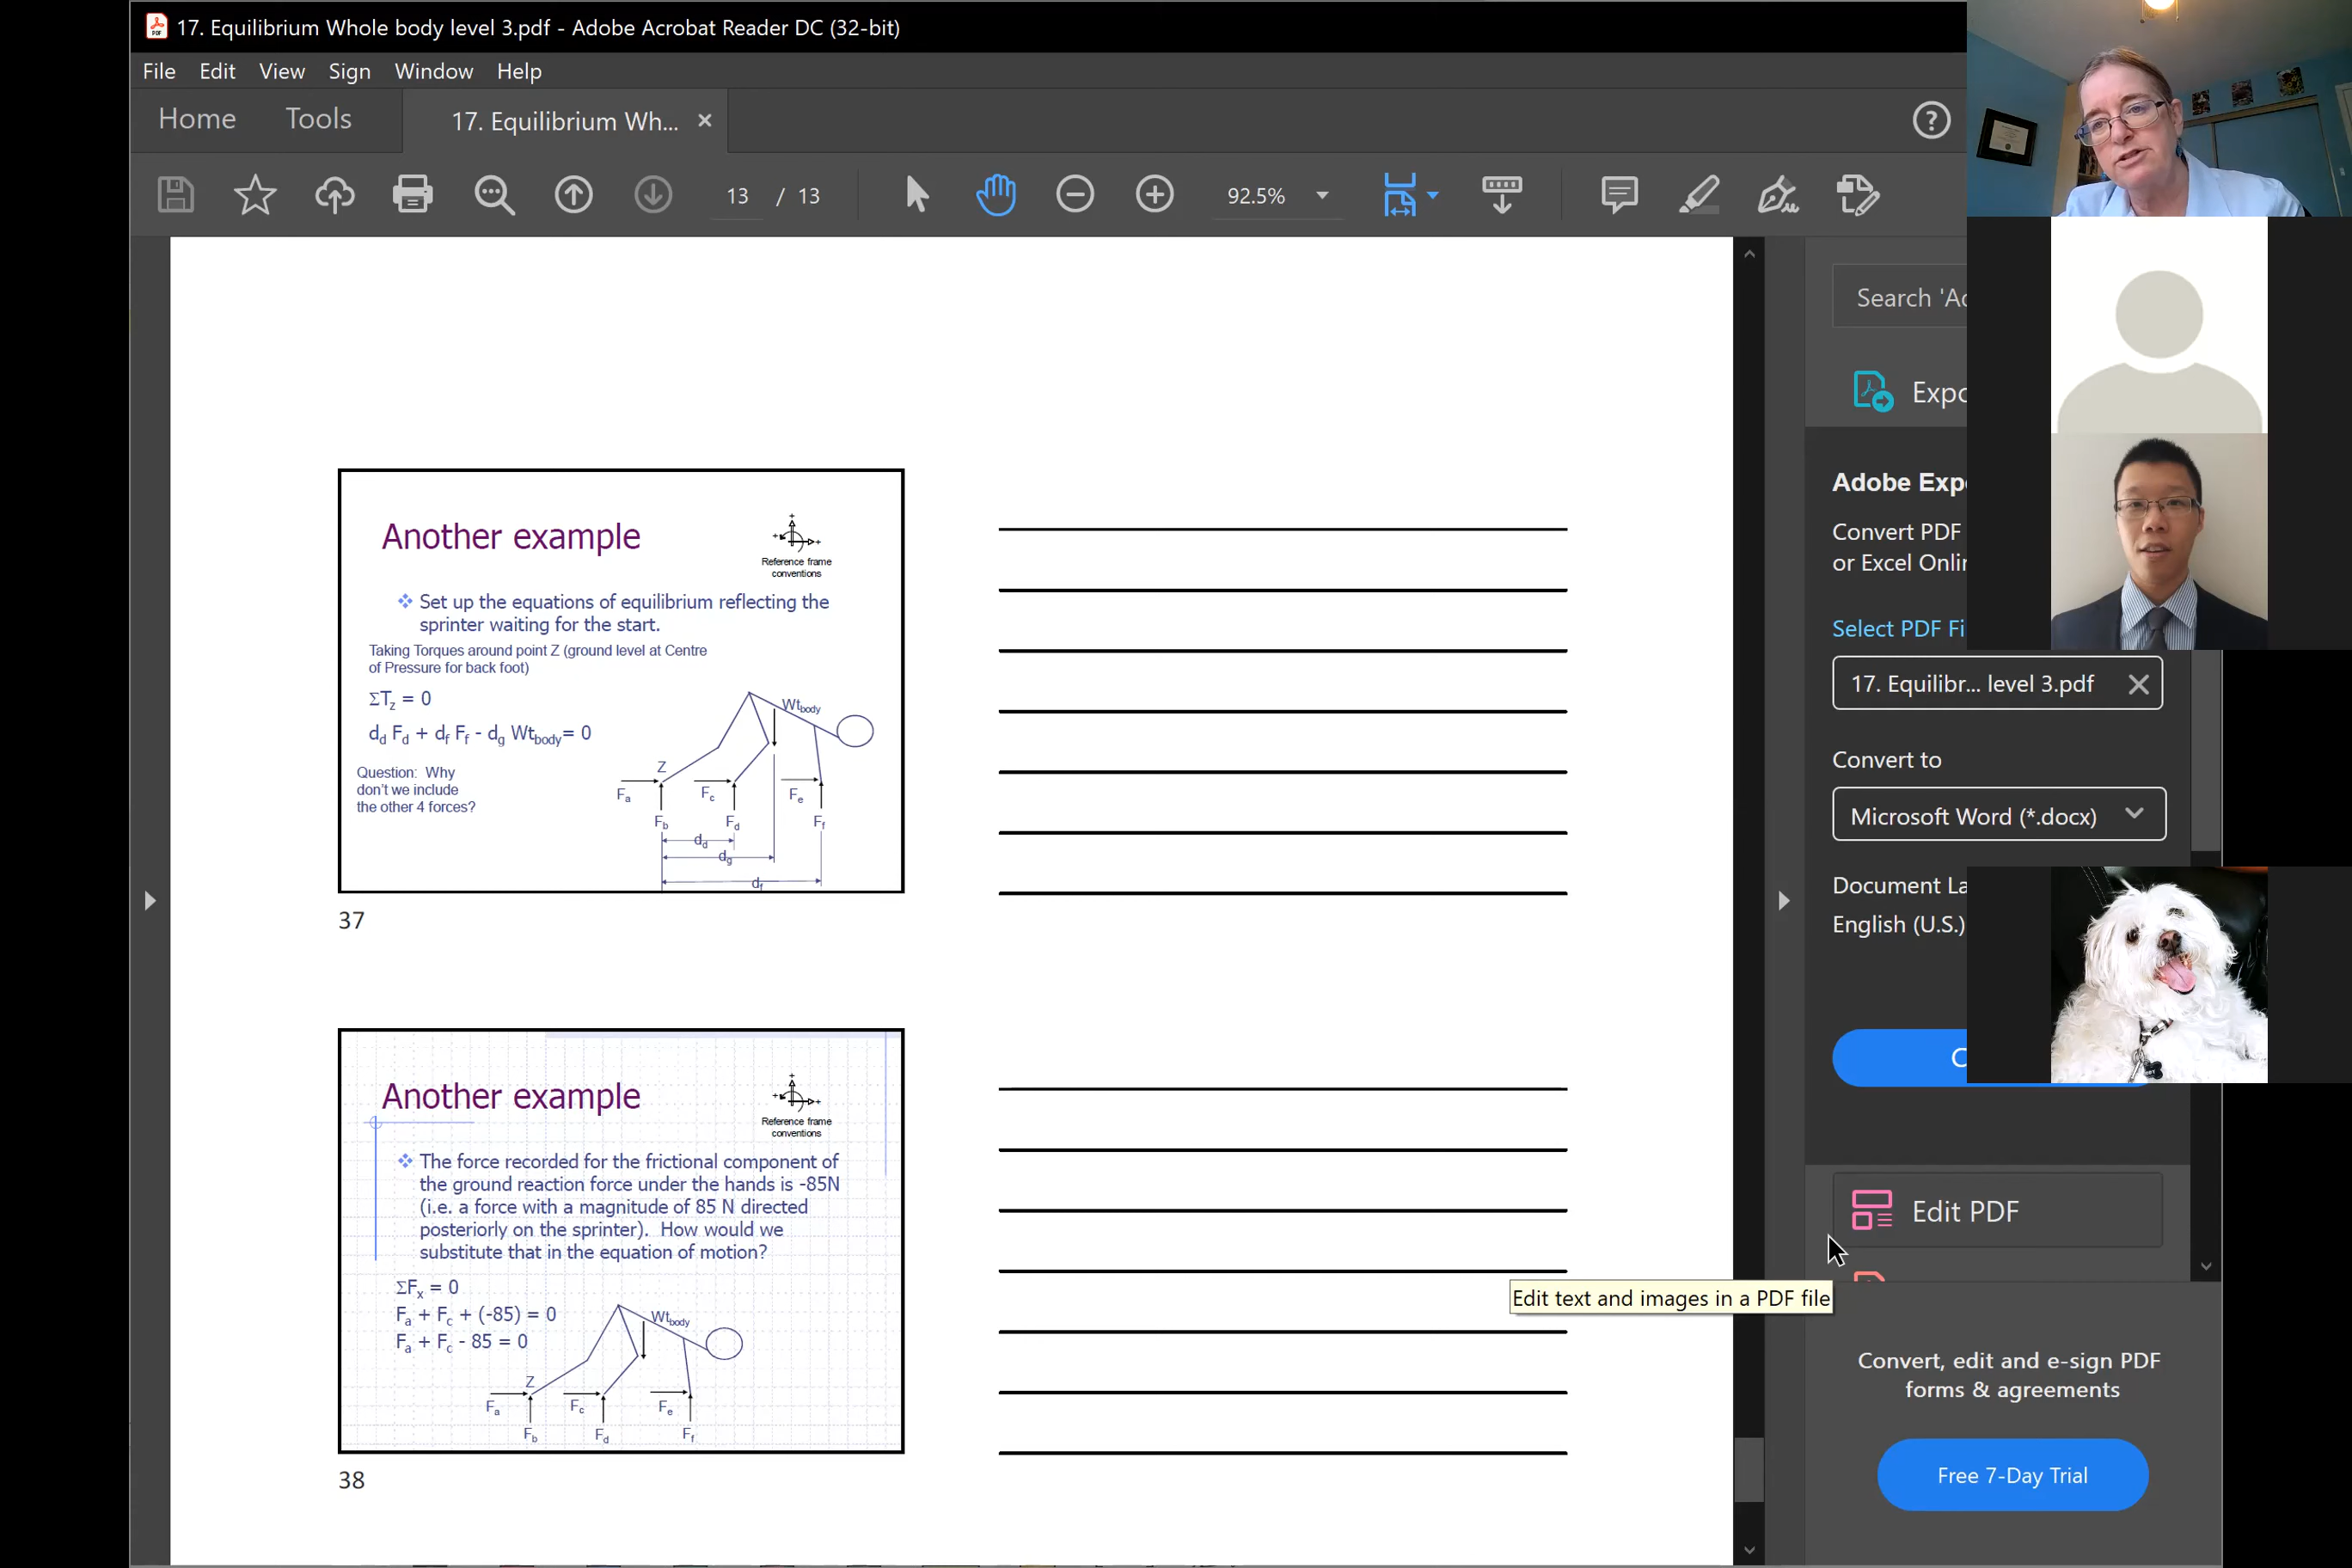 17. Equilibrium Whole body level 3.pdf - Adobe Acrobat Reader DC (32-bit)
File Edit View Sign Window Help
Home Tools 17. Equilibrium Wh... ×
13 / 13 92.5%
Another example
+
+ +
Reference frame
conventions
❖ Set up the equations of equilibrium reflecting the
sprinter waiting for the start.
Taking Torques around point Z (ground level at Centre
of Pressure for back foot)
ΣTz = 0
dd Fd + df Ff - dg Wtbody= 0
Question: Why
don't we include
the other 4 forces?
Wtbody
Z
Fa Fc Fe
Fb Fd Ff
dd
dg
df
37
Another example
+
+ +
Reference frame
conventions
❖ The force recorded for the frictional component of
the ground reaction force under the hands is -85N
(i.e. a force with a magnitude of 85 N directed
posteriorly on the sprinter). How would we
substitute that in the equation of motion?
ΣFx = 0
Fa + Fc + (-85) = 0
Fa + Fc - 85 = 0
Wtbody
Z
Fa Fc Fe
Fb Fd Ff
38
Search 'Ad
Expo
Adobe Exp
Convert PDF
or Excel Onlin
Select PDF Fi
17. Equilibr... level 3.pdf
Convert to
Microsoft Word (*.docx)
Document La
English (U.S.)
C
Edit PDF
Edit text and images in a PDF file
Convert, edit and e-sign PDF
forms & agreements
Free 7-Day Trial